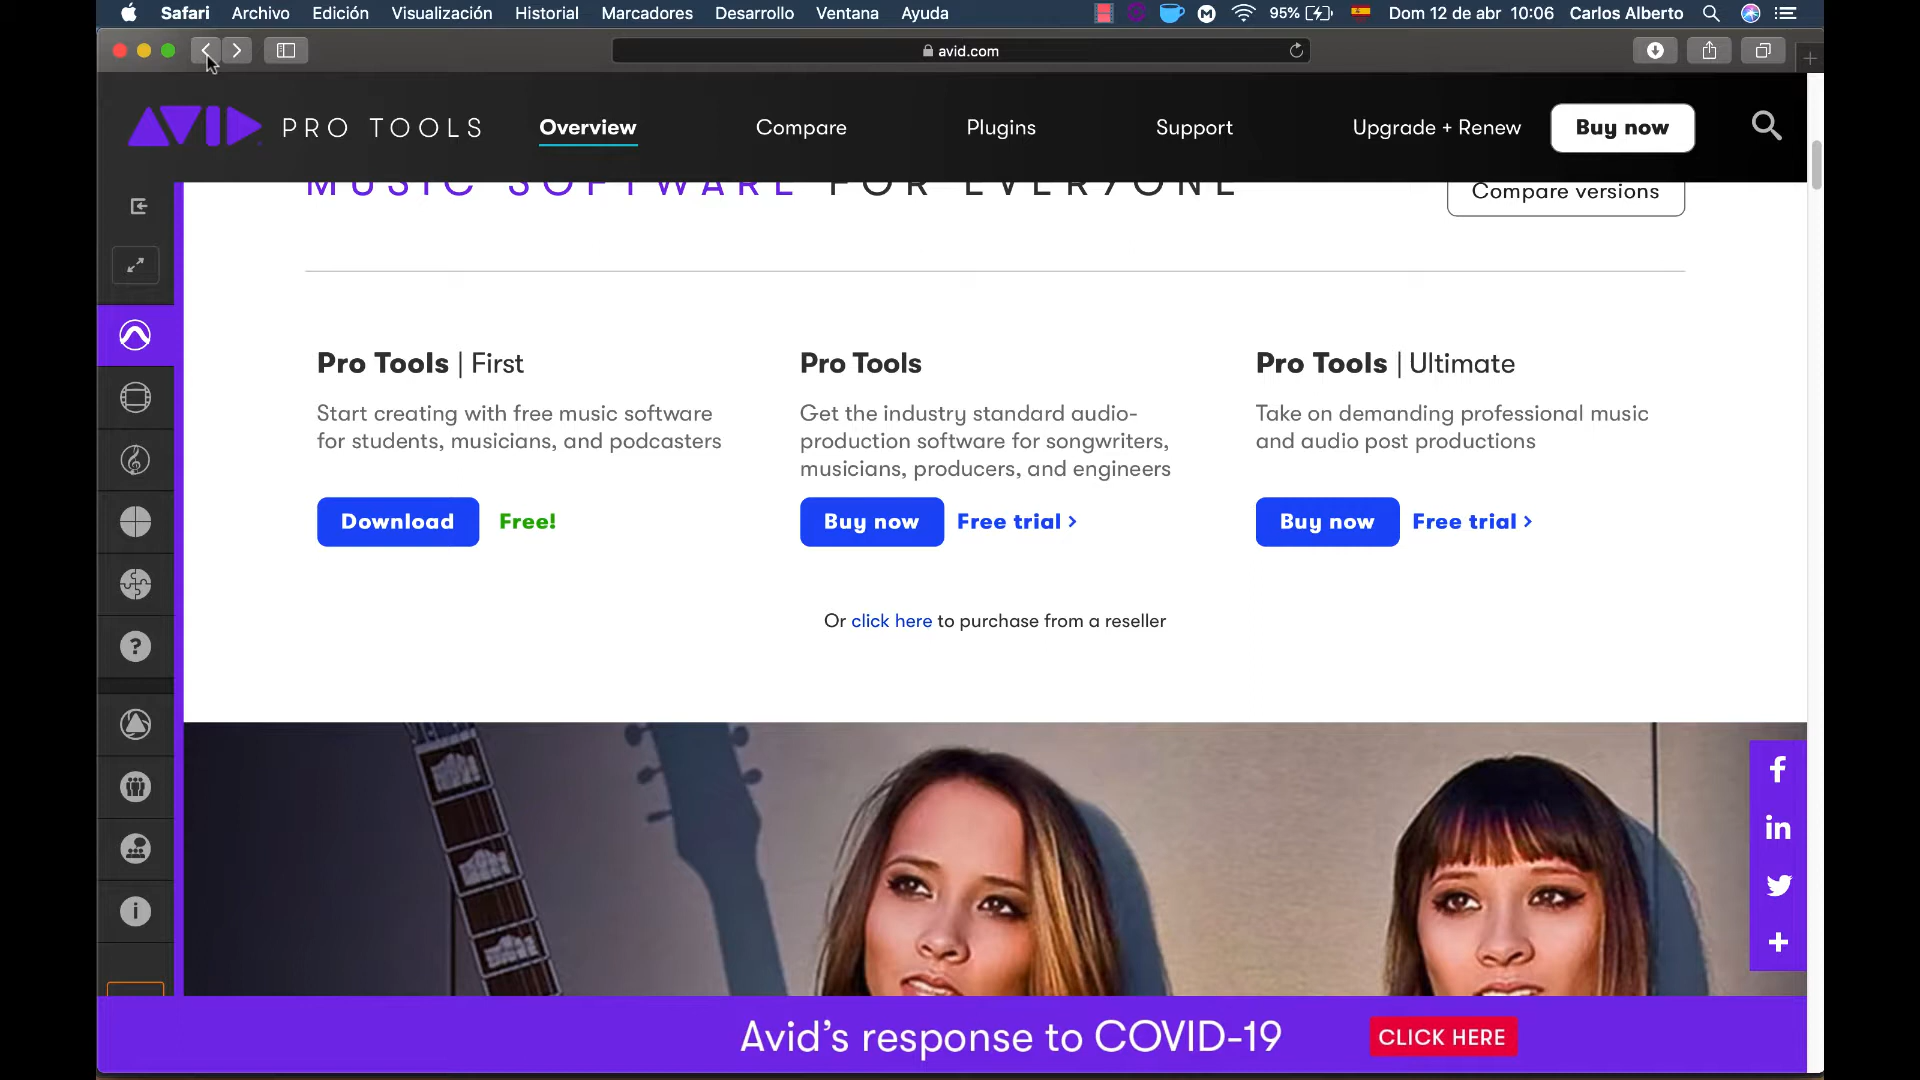 Safari Archivo Edición Visualización Historial Marcadores Desarrollo Ventana Ayuda 95% Dom 12 de abr 10:06 Carlos Alberto
avid.com
AVID PRO TOOLS Overview Compare Plugins Support Upgrade + Renew Buy now
MUSIC SOFTWARE FOR EVERYONE
Compare versions
Pro Tools | First
Start creating with free music software
for students, musicians, and podcasters
Download Free!
Pro Tools
Get the industry standard audio-
production software for songwriters,
musicians, producers, and engineers
Buy now Free trial >
Pro Tools | Ultimate
Take on demanding professional music
and audio post productions
Buy now Free trial >
Or click here to purchase from a reseller
Avid's response to COVID-19 CLICK HERE